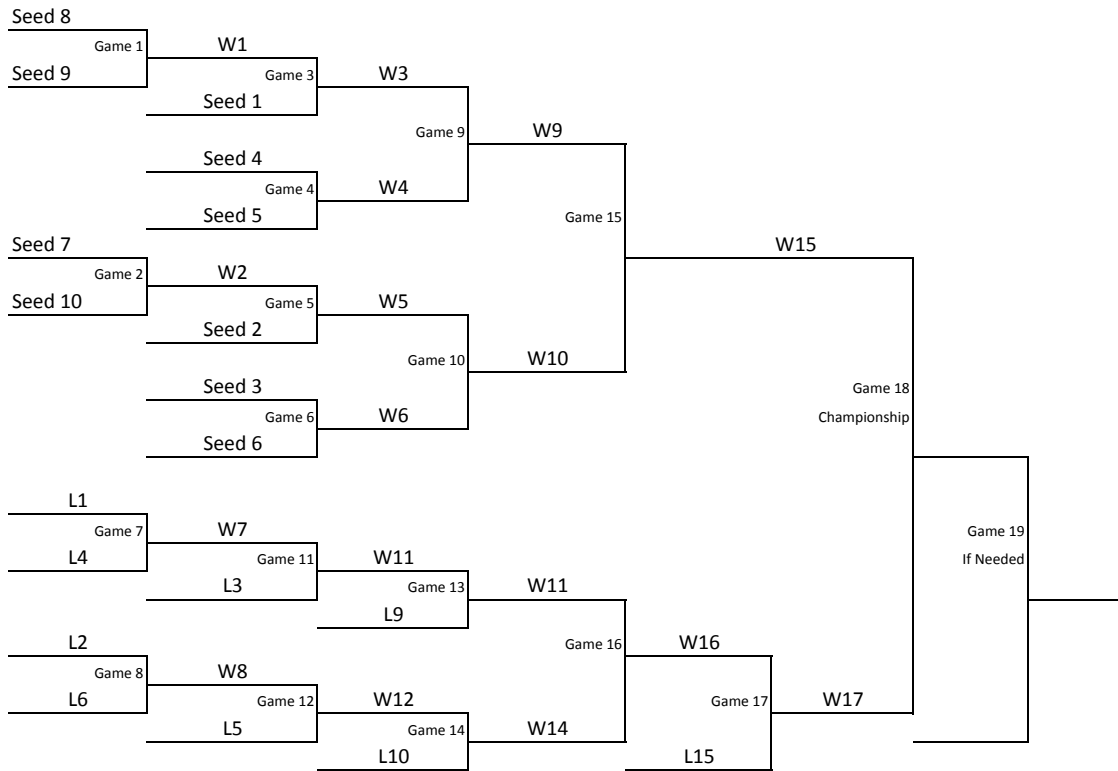 Seed 8
Game 1
W1
Seed 9
Game 3
W3
Seed 1
Game 9
W9
Seed 4
Game 4
W4
Seed 5
Game 15
Seed 7
W15
Game 2
W2
Seed 10
Game 5
W5
Seed 2
Game 10
W10
Seed 3
Game 18
Game 6
W6
Championship
Seed 6
L1
Game 7
W7
Game 19
L4
Game 11
W11
If Needed
L3
Game 13
W11
L9
L2
Game 16
W16
Game 8
W8
L6
Game 12
W12
Game 17
W17
L5
Game 14
W14
L10
L15